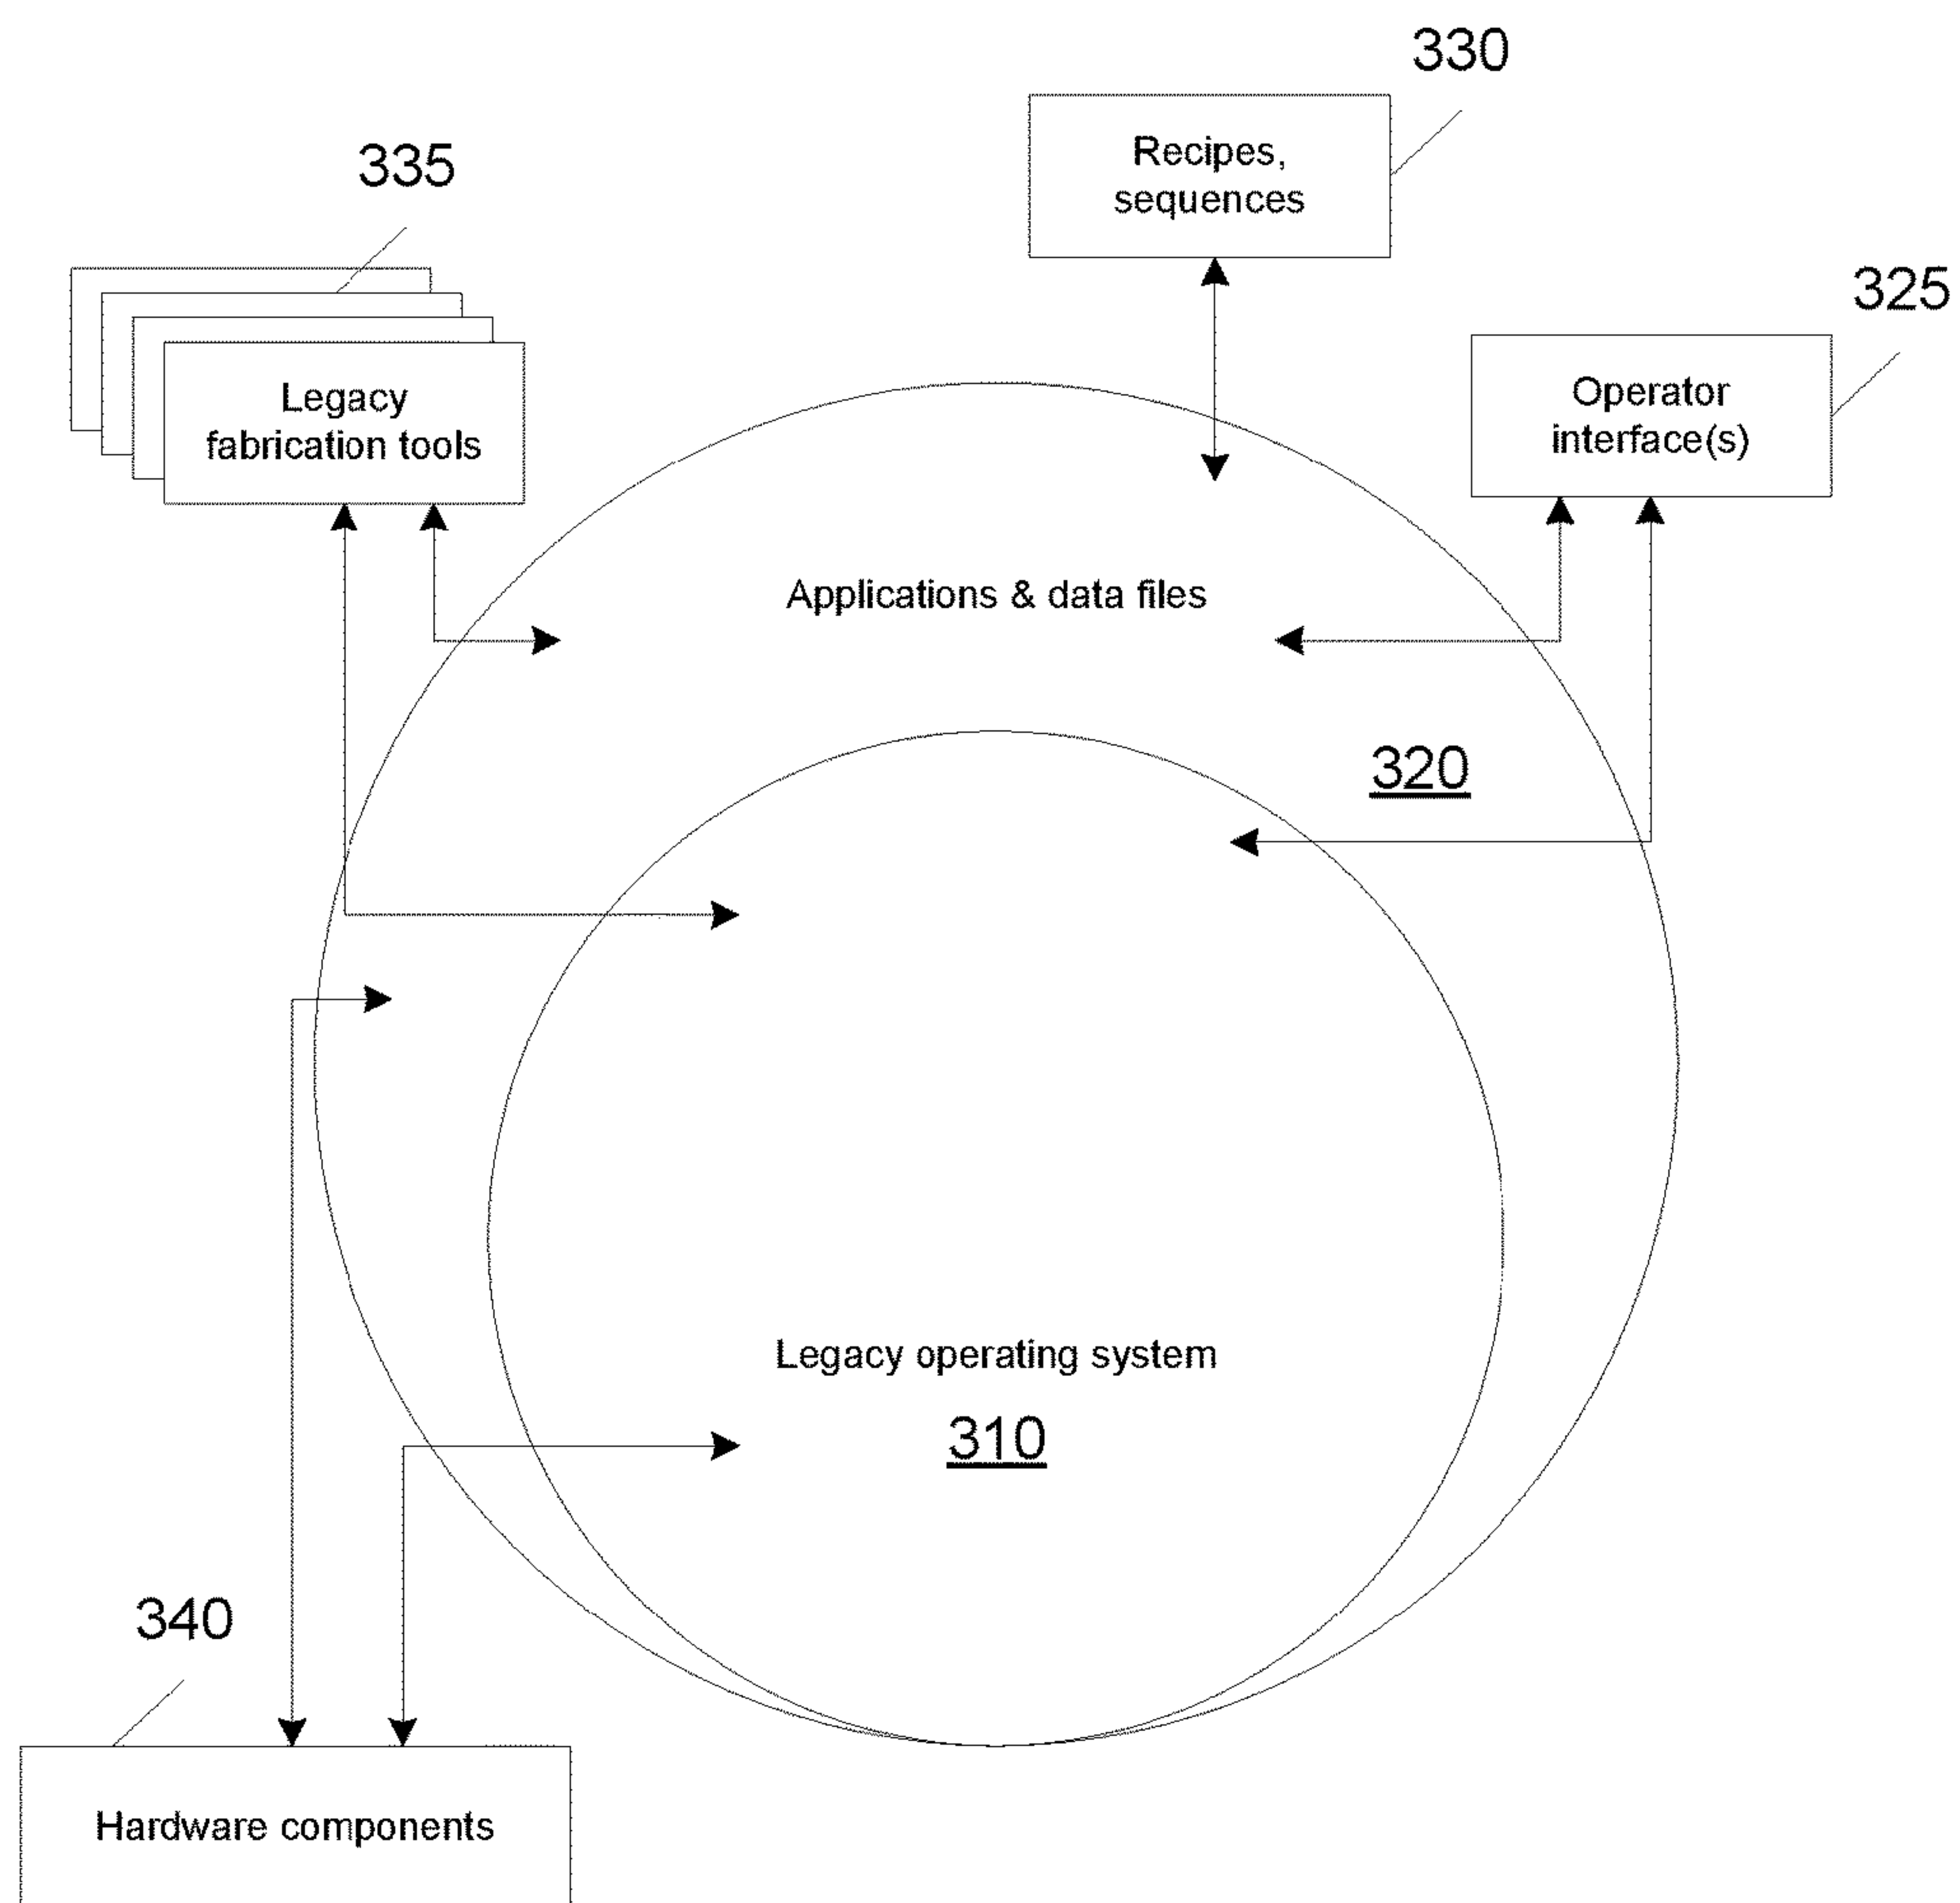 330
Recipes,
sequences
335
325
Legacy
fabrication tools
Operator
interface(s)
Applications & data files
320
Legacy operating system
310
340
Hardware components